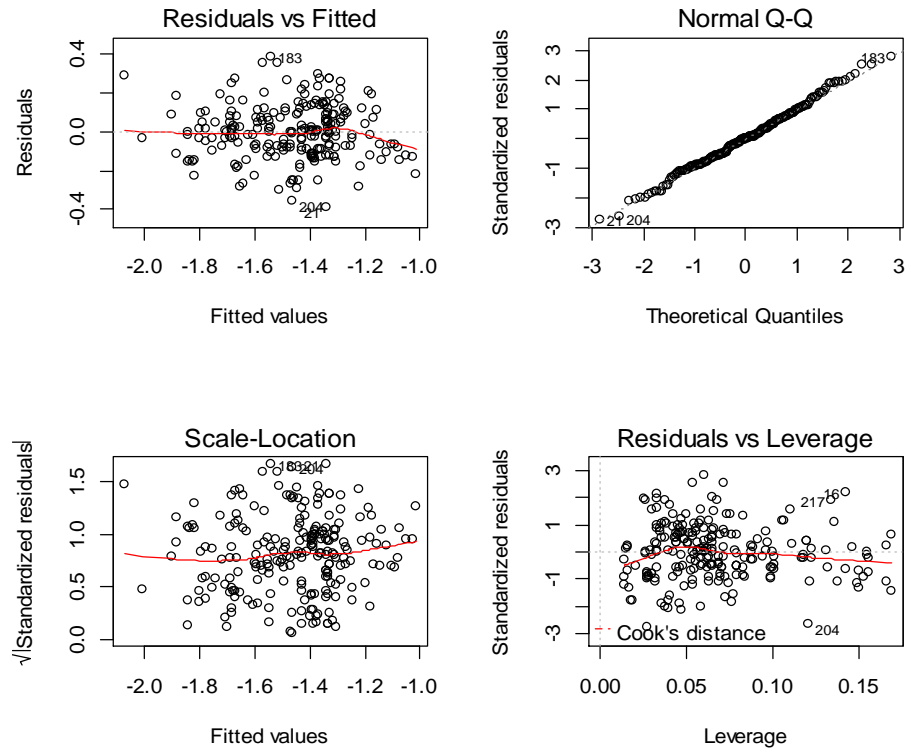 Residuals vs Fitted
Residuals
0.4
0.0
-0.4
183
204
21
-2.0 -1.8 -1.6 -1.4 -1.2 -1.0
Fitted values
Normal Q-Q
Standardized residuals
3
1
-1
-3
183
21 204
-3 -2 -1 0 1 2 3
Theoretical Quantiles
Scale-Location
√|Standardized residuals|
1.5
1.0
0.5
0.0
183 21
204
-2.0 -1.8 -1.6 -1.4 -1.2 -1.0
Fitted values
Residuals vs Leverage
Standardized residuals
3
1
-1
-3
217 16
204
Cook's distance
0.00 0.05 0.10 0.15
Leverage